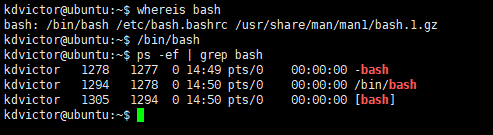 kdvictor@ubuntu:~$ whereis bash
bash: /bin/bash /etc/bash.bashrc /usr/share/man/man1/bash.1.gz
kdvictor@ubuntu:~$ /bin/bash
kdvictor@ubuntu:~$ ps -ef | grep bash
kdvictor 1278 1277 0 14:49 pts/0 00:00:00 -bash
kdvictor 1294 1278 0 14:50 pts/0 00:00:00 /bin/bash
kdvictor 1305 1294 0 14:50 pts/0 00:00:00 [bash]
kdvictor@ubuntu:~$